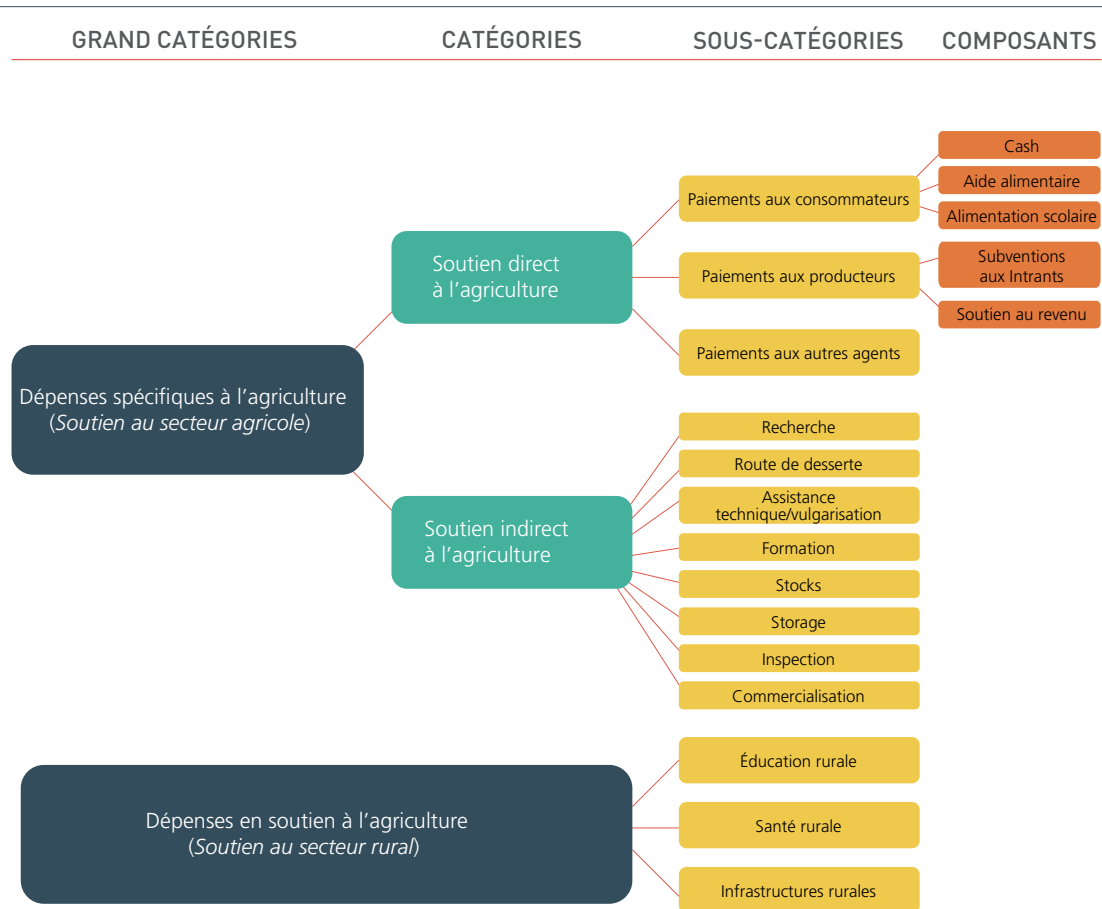 GRAND CATÉGORIES
CATÉGORIES
SOUS-CATÉGORIES
COMPOSANTS
Dépenses spécifiques à l'agriculture
(Soutien au secteur agricole)
Soutien direct
à l'agriculture
Paiements aux consommateurs
Cash
Aide alimentaire
Alimentation scolaire
Paiements aux producteurs
Subventions
aux Intrants
Soutien au revenu
Paiements aux autres agents
Soutien indirect
à l'agriculture
Recherche
Route de desserte
Assistance
technique/vulgarisation
Formation
Stocks
Storage
Inspection
Commercialisation
Dépenses en soutien à l'agriculture
(Soutien au secteur rural)
Éducation rurale
Santé rurale
Infrastructures rurales